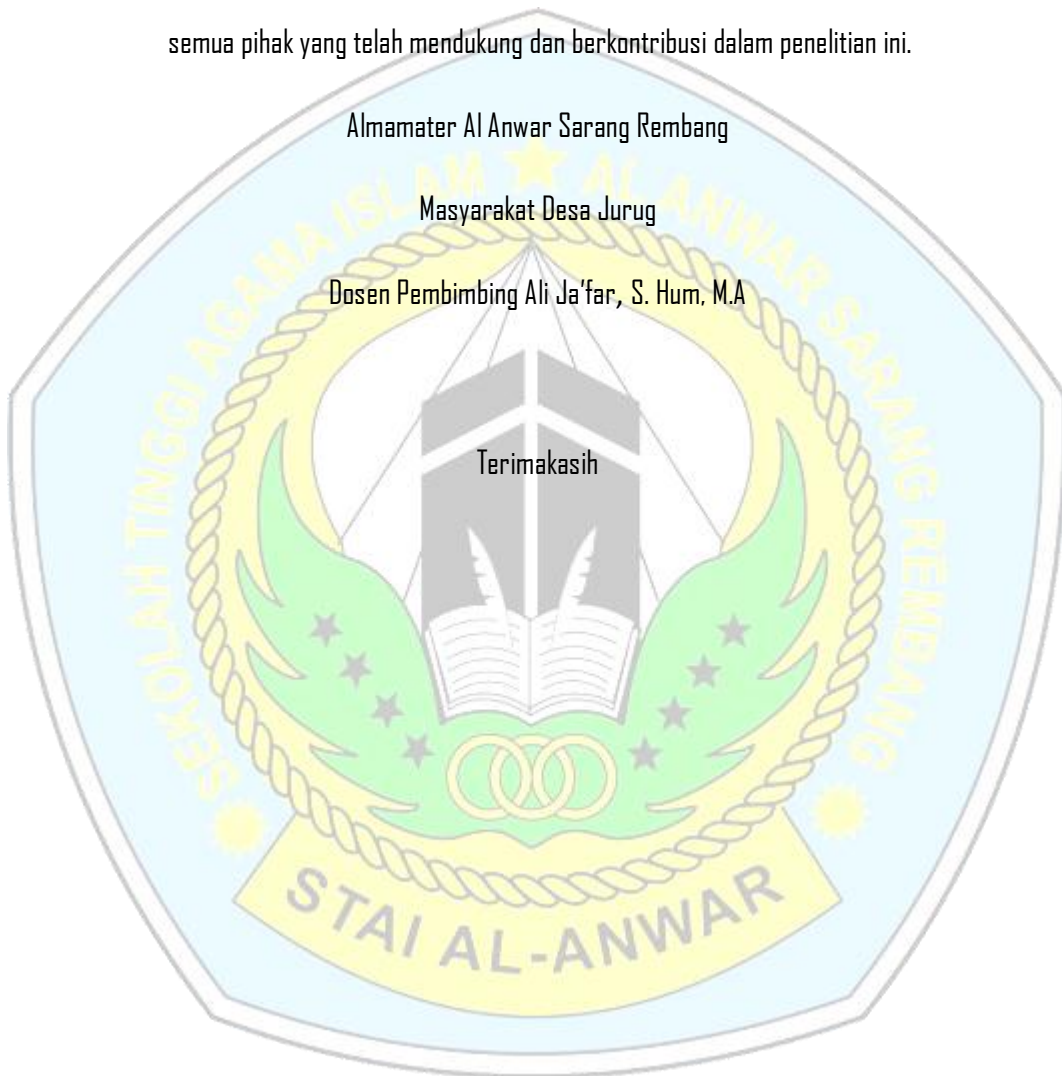 semua pihak yang telah mendukung dan berkontribusi dalam penelitian ini.
Almamater Al Anwar Sarang Rembang
Masyarakat Desa Jurug
Dosen Pembimbing Ali Ja'far, S. Hum, M.A
Terimakasih
SEKOLAH TINGGI AGAMA ISLAM AL-ANWAR SARANG REMBANG
STAI AL-ANWAR